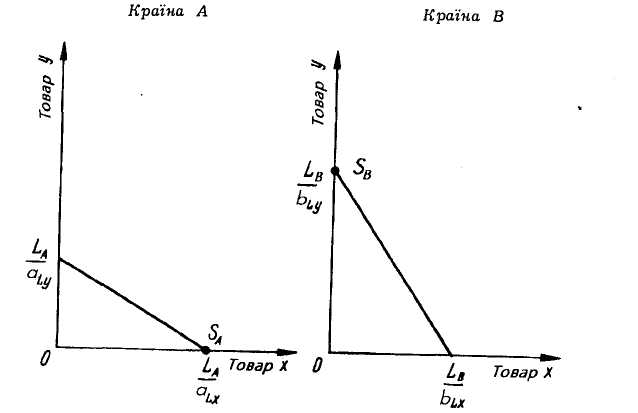 Країна А
Товар у
L_A
a_Ly
S_A
0
L_A
a_Lx
Товар х
Країна В
Товар у
L_B
b_Ly
S_B
0
L_B
b_Lx
Товар х